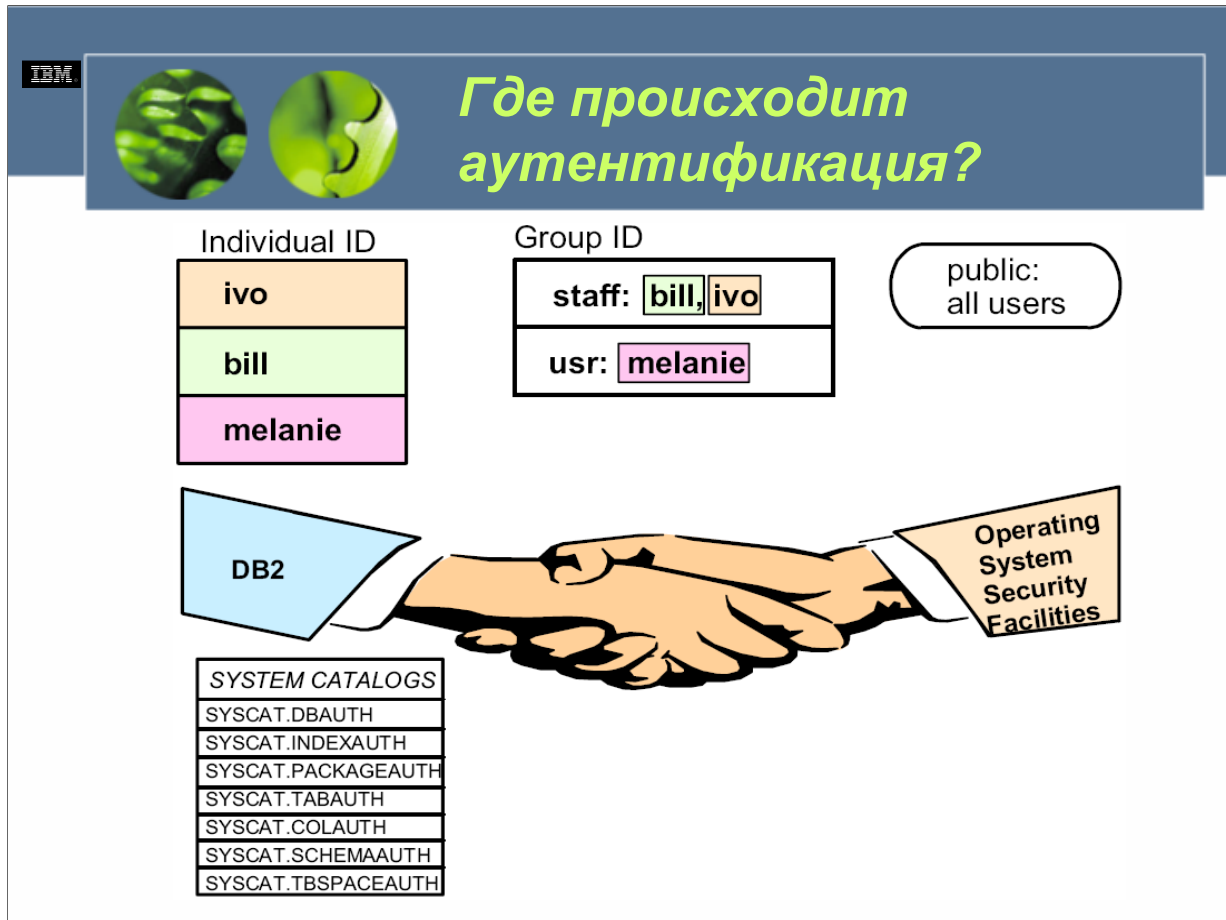 IBM
Где происходит
аутентификация?
Individual ID
ivo
bill
melanie
Group ID
staff: bill, ivo
usr: melanie
public:
all users
DB2
Operating
System
Security
Facilities
SYSTEM CATALOGS
SYSCAT.DBAUTH
SYSCAT.INDEXAUTH
SYSCAT.PACKAGEAUTH
SYSCAT.TABAUTH
SYSCAT.COLAUTH
SYSCAT.SCHEMAAUTH
SYSCAT.TBSPACEAUTH